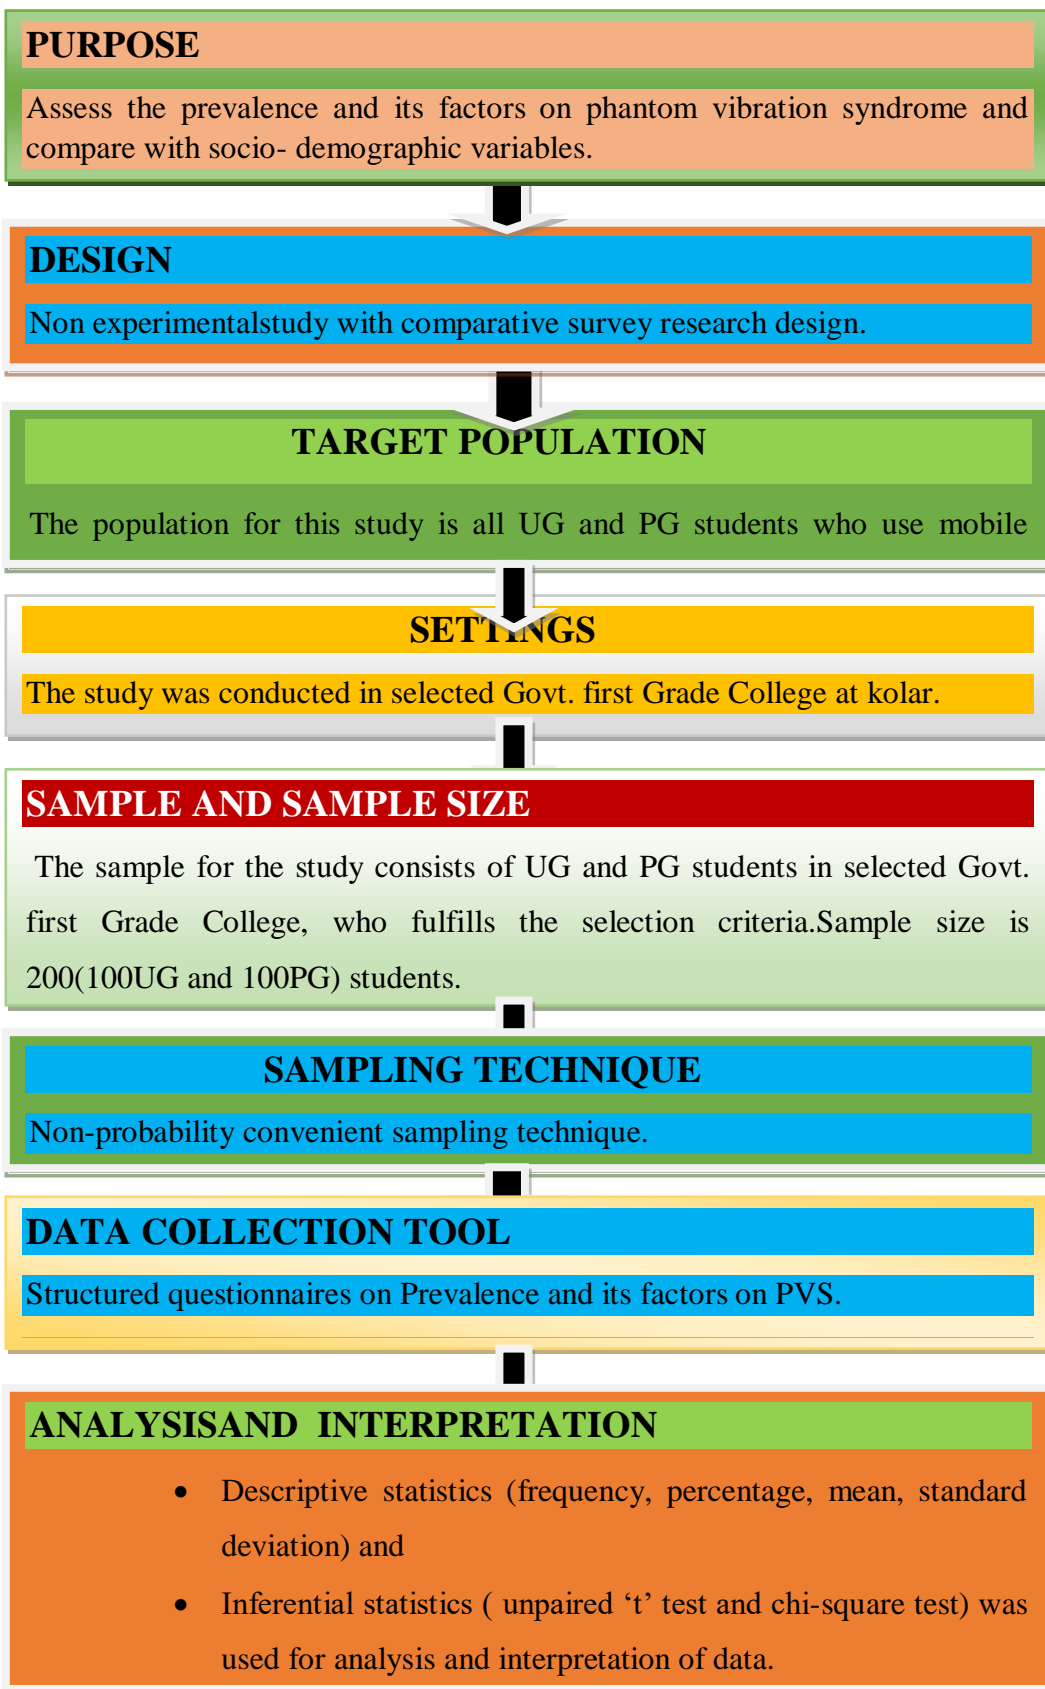 PURPOSE
Assess the prevalence and its factors on phantom vibration syndrome and
compare with socio- demographic variables.
DESIGN
Non experimentalstudy with comparative survey research design.
TARGET POPULATION
The population for this study is all UG and PG students who use mobile
SETTINGS
The study was conducted in selected Govt. first Grade College at kolar.
SAMPLE AND SAMPLE SIZE
The sample for the study consists of UG and PG students in selected Govt.
first Grade College, who fulfills the selection criteria.Sample size is
200(100UG and 100PG) students.
SAMPLING TECHNIQUE
Non-probability convenient sampling technique.
DATA COLLECTION TOOL
Structured questionnaires on Prevalence and its factors on PVS.
ANALYSISAND  INTERPRETATION
• Descriptive statistics (frequency, percentage, mean, standard
deviation) and
• Inferential statistics ( unpaired ‘t’ test and chi-square test) was
used for analysis and interpretation of data.